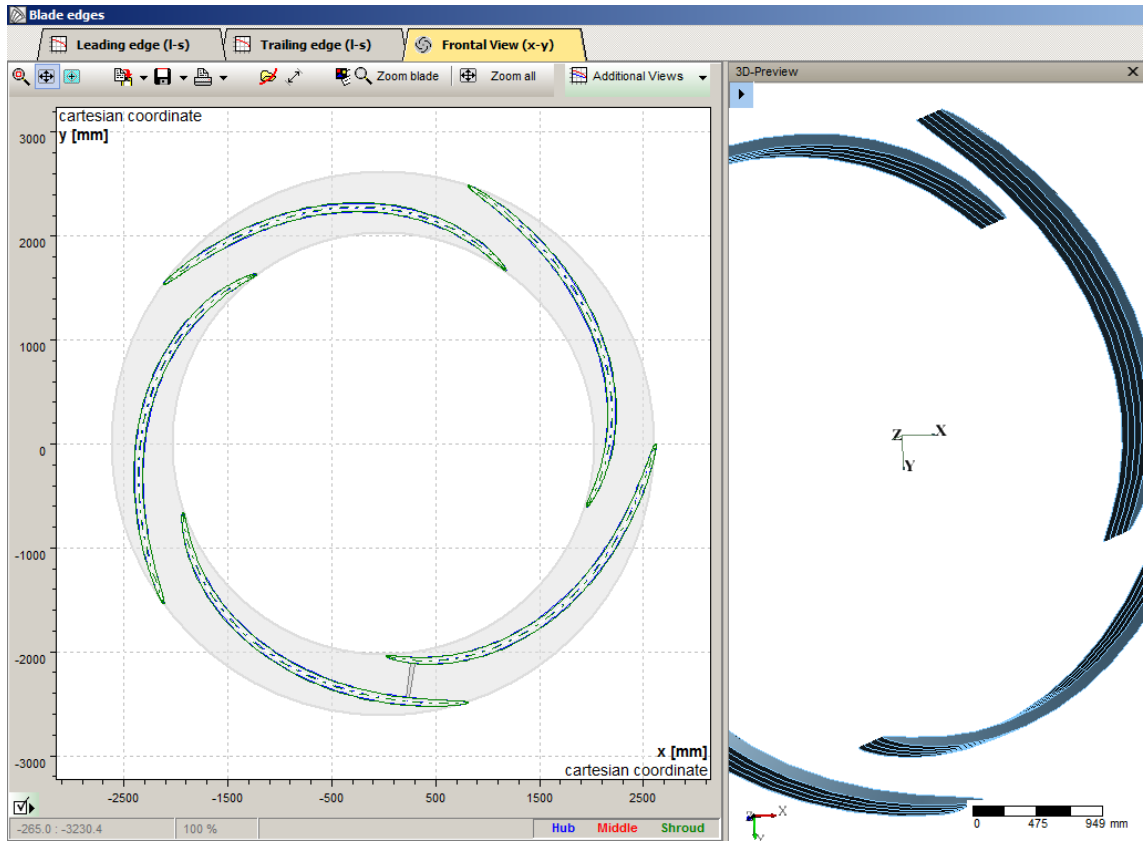 Blade edges
Leading edge (l-s)
Trailing edge (l-s)
Frontal View (x-y)
Zoom blade
Zoom all
Additional Views
3D-Preview
cartesian coordinate
y [mm]
3000
2000
1000
0
-1000
-2000
-3000
x [mm]
cartesian coordinate
-2500
-1500
-500
500
1500
2500
-265.0 : -3230.4
100 %
Hub
Middle
Shroud
Z
X
Y
Z
X
Y
0
475
949
mm